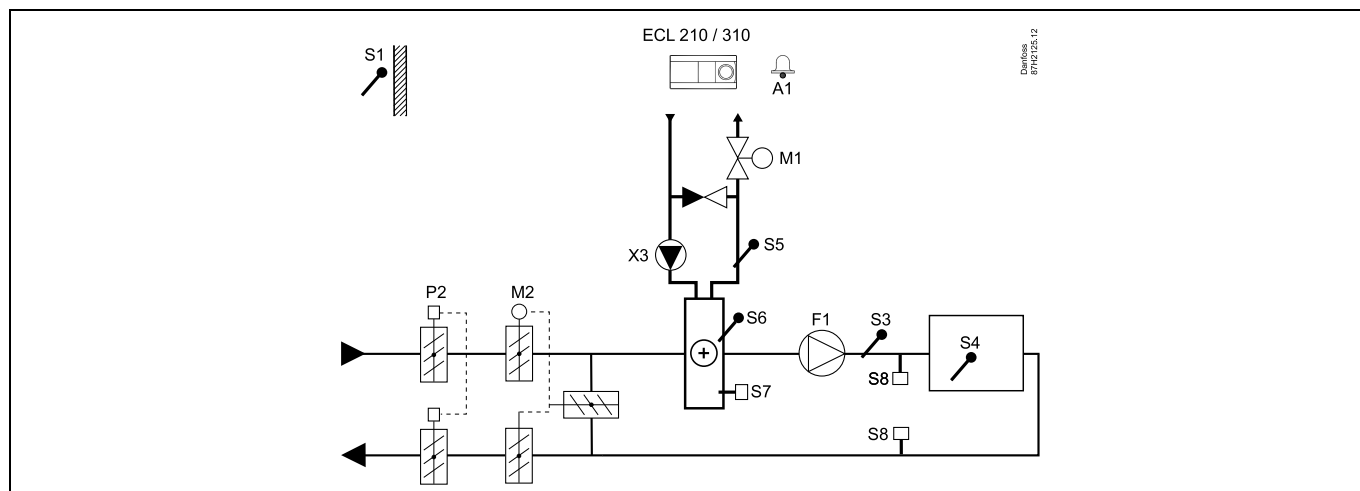 ECL 210 / 310
S1
A1
Danfoss
87H2125.12
M1
X3
S5
P2
M2
S6
F1
S3
S4
S8
S7
S8